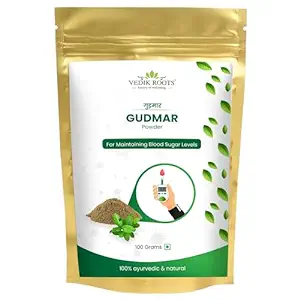 VEDIK ROOTS
गुड़मार
GUDMAR
Powder
For Maintaining Blood Sugar Levels
100 Grams
100% ayurvedic & natural